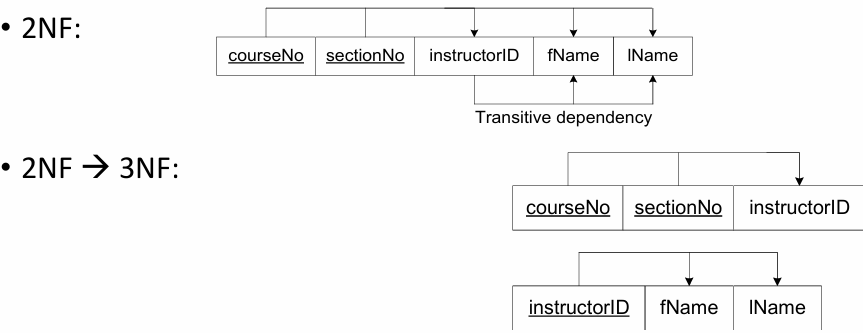 • 2NF:
courseNo sectionNo instructorID fName lName
Transitive dependency
• 2NF → 3NF:
courseNo sectionNo instructorID
instructorID fName lName